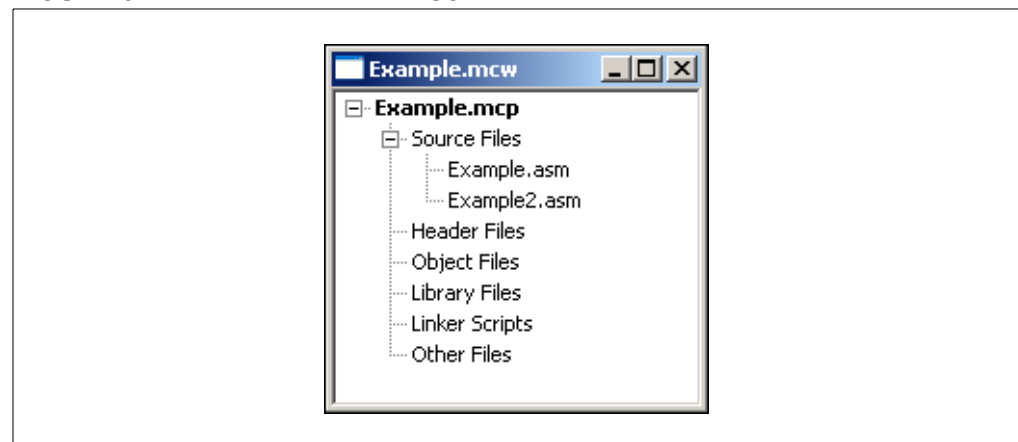 Example.mcw
Example.mcp
Source Files
Example.asm
Example2.asm
Header Files
Object Files
Library Files
Linker Scripts
Other Files